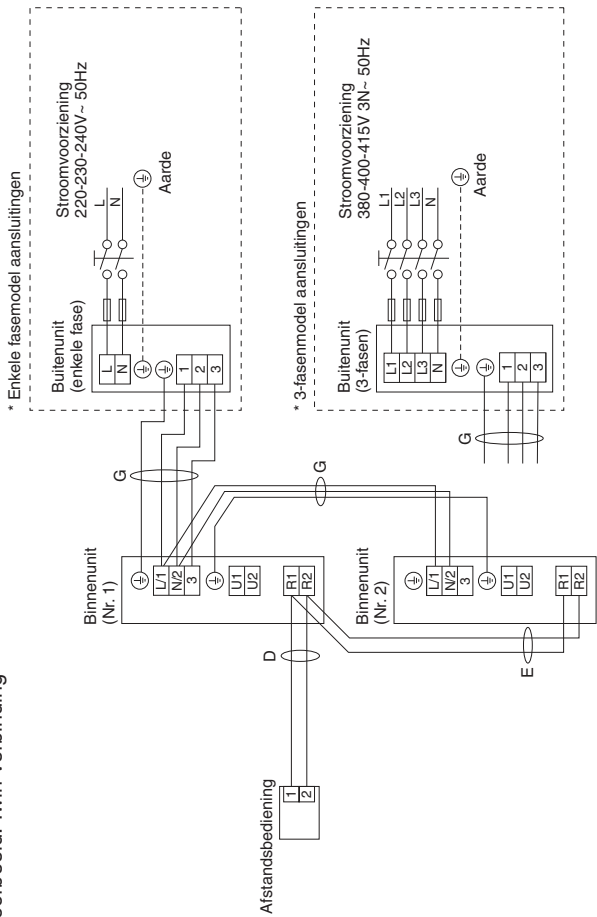 * Enkele fasemodel aansluitingen
Buitenunit
(enkele fase)
Stroomvoorziening
220-230-240V~ 50Hz
L
N
Aarde
L
N
1
2
3
G
* 3-fasenmodel aansluitingen
Buitenunit
(3-fasen)
Stroomvoorziening
380-400-415V 3N~ 50Hz
L1
L2
L3
N
Aarde
L1
L2
L3
N
1
2
3
G
Binnenunit
(Nr. 1)
L/1
N/2
3
U1
U2
R1
R2
G
Binnenunit
(Nr. 2)
L/1
N/2
3
U1
U2
R1
R2
D
E
Afstandsbediening
1
2